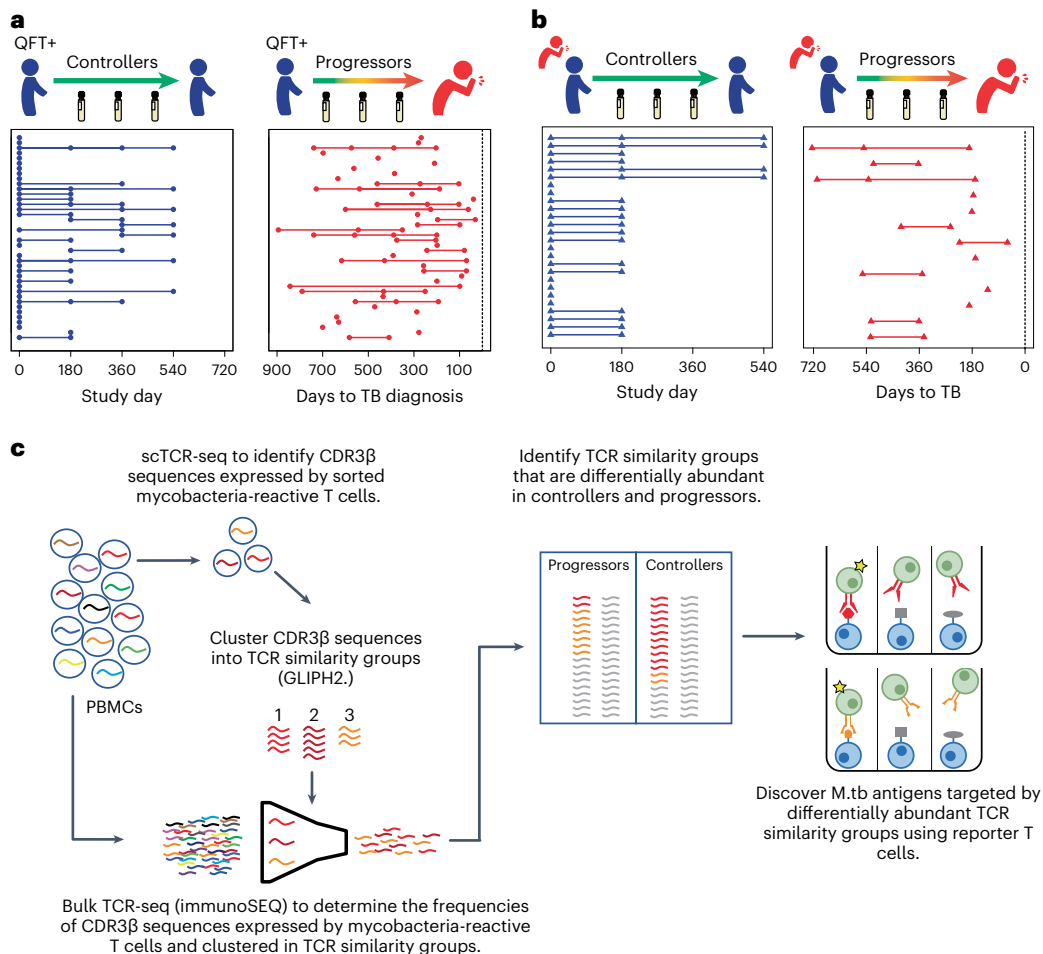 a
QFT+
Controllers
QFT+
Progressors
0 180 360 540 720
Study day
900 700 500 300 100
Days to TB diagnosis
b
Controllers
Progressors
0 180 360 540
Study day
720 540 360 180 0
Days to TB
c
scTCR-seq to identify CDR3β
sequences expressed by sorted
mycobacteria-reactive T cells.
Identify TCR similarity groups
that are differentially abundant
in controllers and progressors.
PBMCs
Cluster CDR3β sequences
into TCR similarity groups
(GLIPH2.)
1 2 3
Progressors Controllers
Bulk TCR-seq (immunoSEQ) to determine the frequencies
of CDR3β sequences expressed by mycobacteria-reactive
T cells and clustered in TCR similarity groups.
Discover M.tb antigens targeted by
differentially abundant TCR
similarity groups using reporter T
cells.